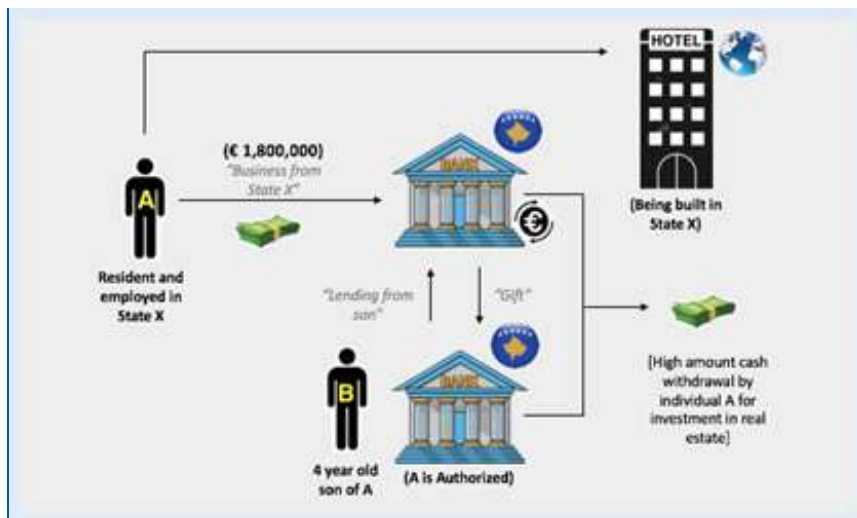 HOTEL
(€ 1,800,000)
"Business from
State X"
BANK
A
(Being built in
State X)
Resident and
employed in
State X
"Lending from
son"
"Gift"
BANK
B
[High amount cash
withdrawal by
individual A for
investment in real
estate]
4 year old
son of A
(A is Authorized)